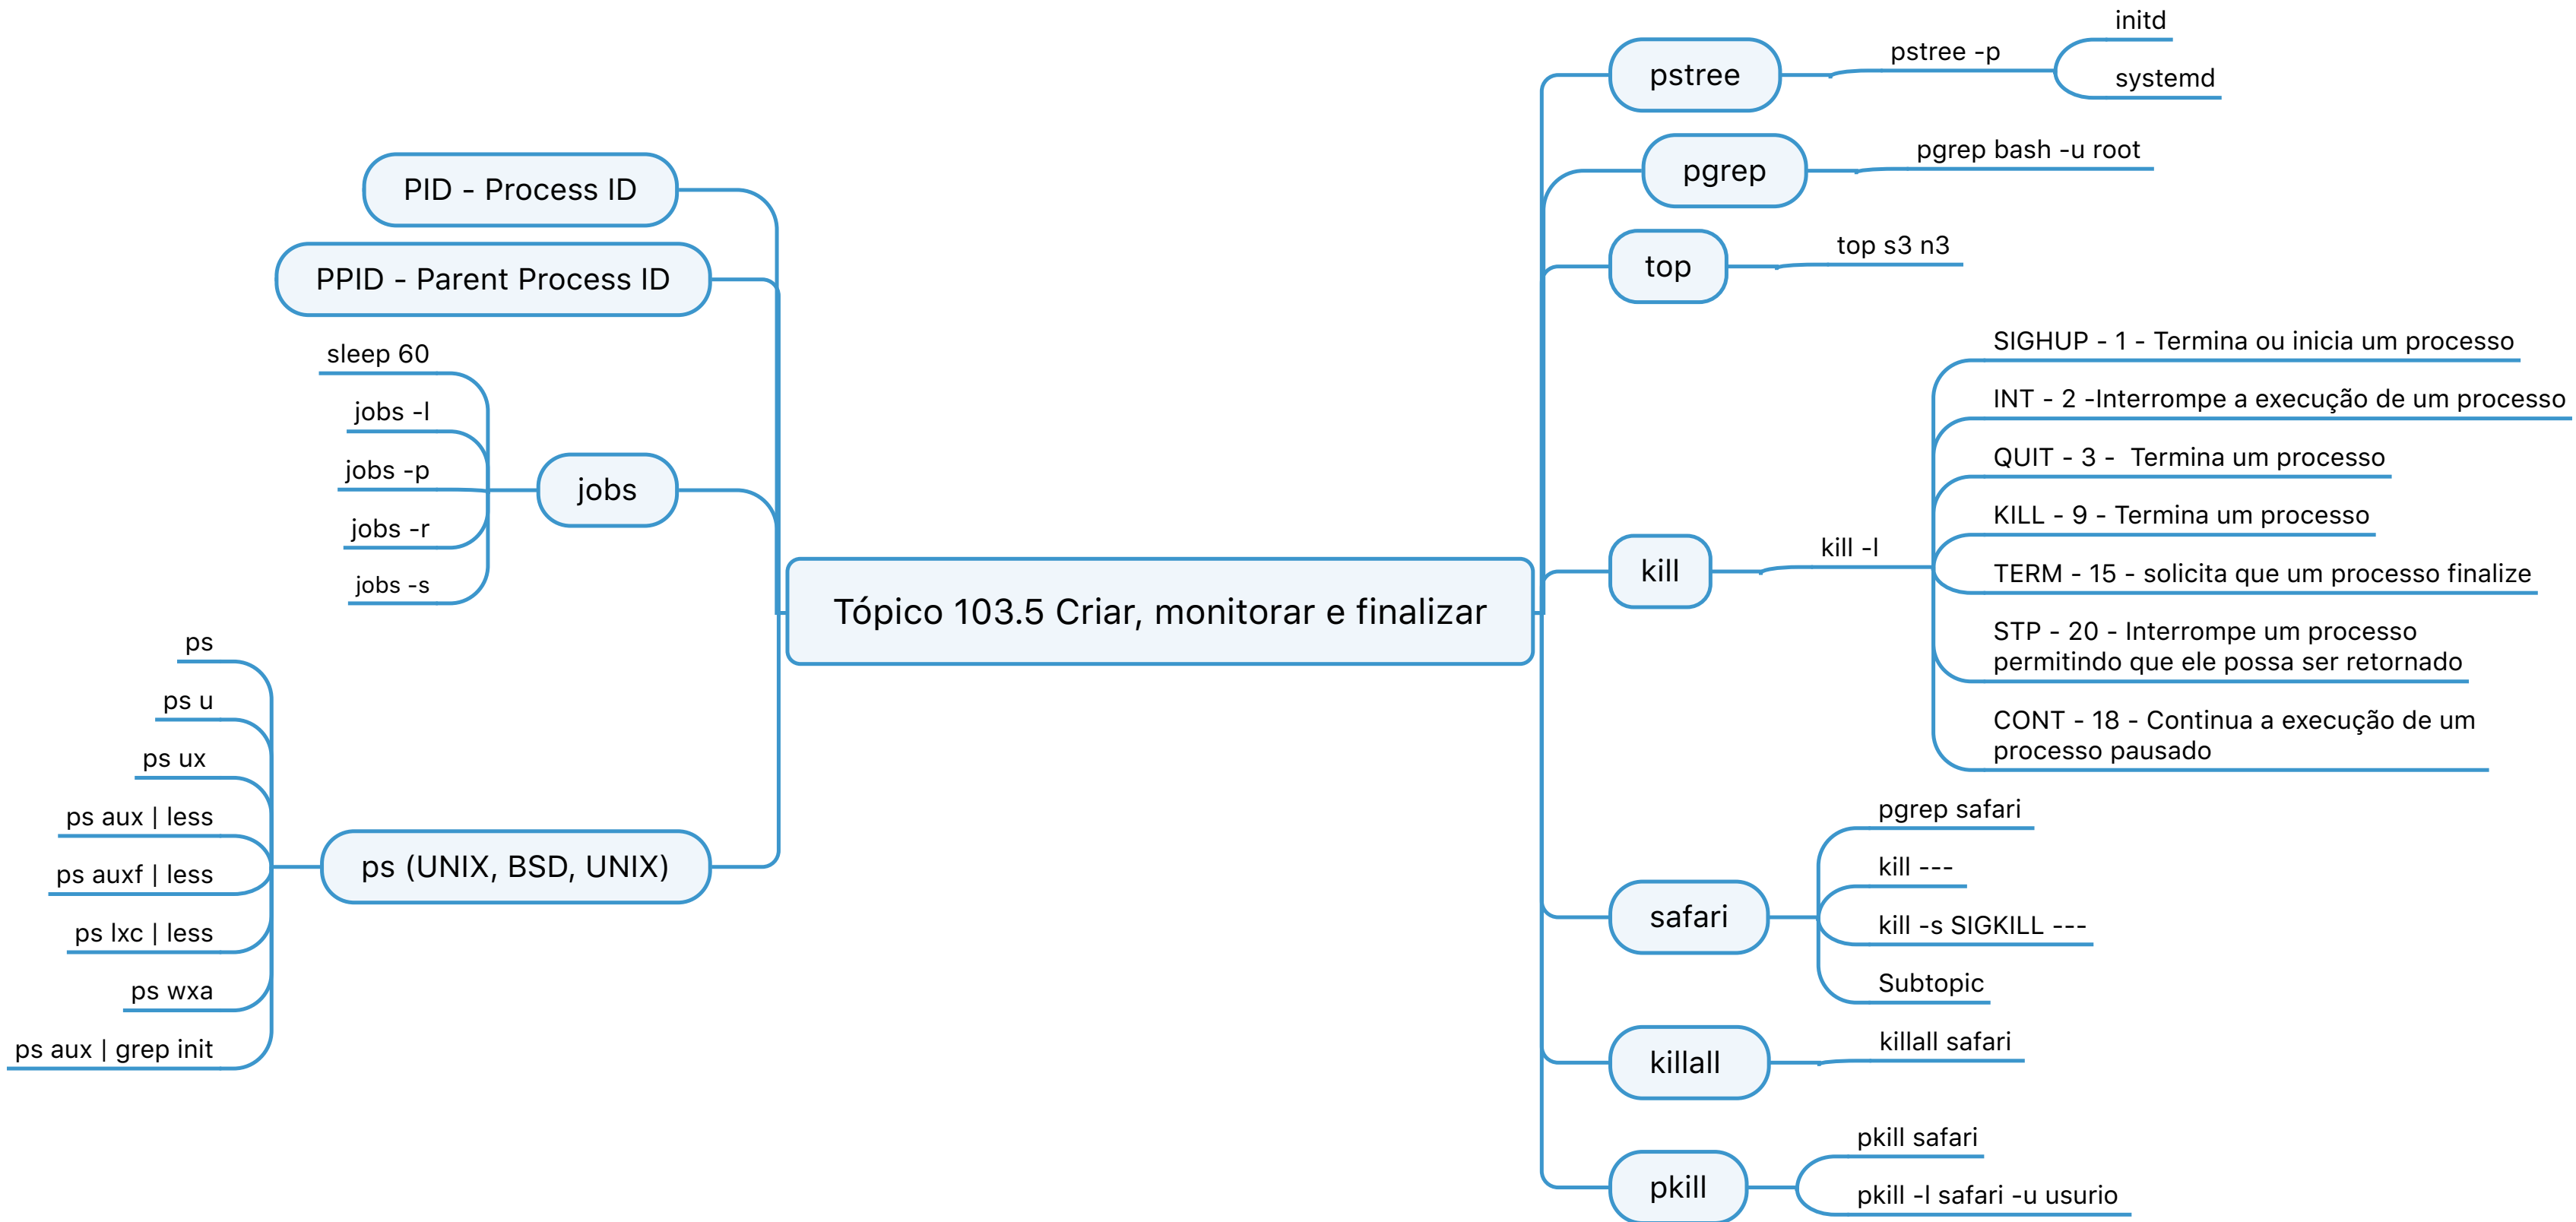 Tópico 103.5 Criar, monitorar e finalizar
PID - Process ID
PPID - Parent Process ID
jobs
sleep 60
jobs -l
jobs -p
jobs -r
jobs -s
ps (UNIX, BSD, UNIX)
ps
ps u
ps ux
ps aux | less
ps auxf | less
ps lxc | less
ps wxa
ps aux | grep init
pstree
pstree -p
initd
systemd
pgrep
pgrep bash -u root
top
top s3 n3
kill
kill -l
SIGHUP - 1 - Termina ou inicia um processo
INT - 2 -Interrompe a execução de um processo
QUIT - 3 -  Termina um processo
KILL - 9 - Termina um processo
TERM - 15 - solicita que um processo finalize
STP - 20 - Interrompe um processo
permitindo que ele possa ser retornado
CONT - 18 - Continua a execução de um
processo pausado
safari
pgrep safari
kill ---
kill -s SIGKILL ---
Subtopic
killall
killall safari
pkill
pkill safari
pkill -l safari -u usurio